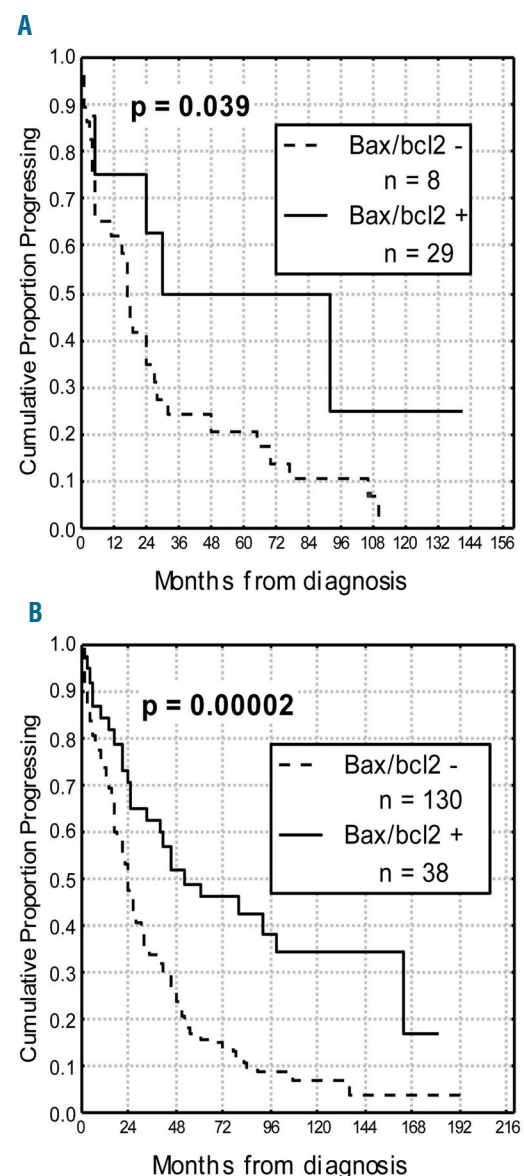 A
Cumulative Proportion Progressing
1.0
0.9
0.8
0.7
0.6
0.5
0.4
0.3
0.2
0.1
0.0
p = 0.039
Bax/bcl2 -
n = 8
Bax/bcl2 +
n = 29
0 12 24 36 48 60 72 84 96 108 120 132 144 156
Months from diagnosis
B
Cumulative Proportion Progressing
1.0
0.9
0.8
0.7
0.6
0.5
0.4
0.3
0.2
0.1
0.0
p = 0.00002
Bax/bcl2 -
n = 130
Bax/bcl2 +
n = 38
0 24 48 72 96 120 144 168 192 216
Months from diagnosis